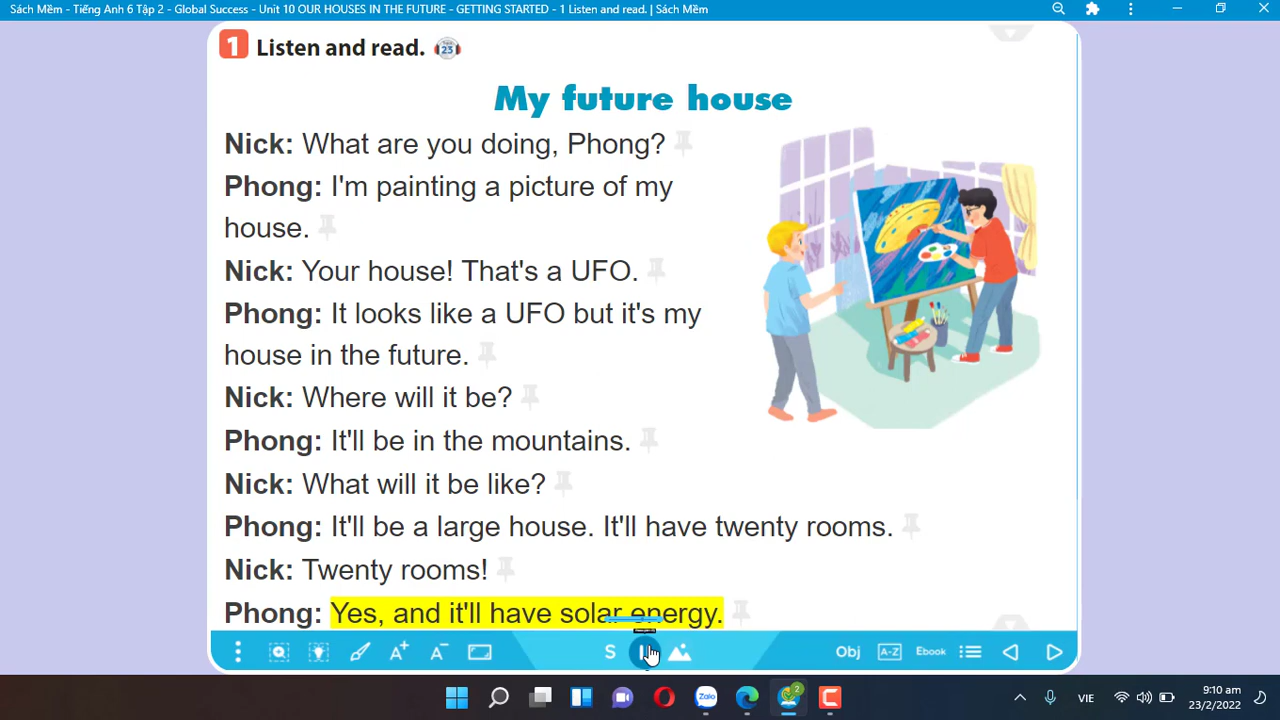 Sách Mềm - Tiếng Anh 6 Tập 2 - Global Success - Unit 10 OUR HOUSES IN THE FUTURE - GETTING STARTED - 1 Listen and read. | Sách Mềm
1 Listen and read. 23
My future house
Nick: What are you doing, Phong?
Phong: I'm painting a picture of my
house.
Nick: Your house! That's a UFO.
Phong: It looks like a UFO but it's my
house in the future.
Nick: Where will it be?
Phong: It'll be in the mountains.
Nick: What will it be like?
Phong: It'll be a large house. It'll have twenty rooms.
Nick: Twenty rooms!
Phong: Yes, and it'll have solar energy.
A+ A- S Obj A-Z Ebook
Zalo 2 VIE 9:10 am
23/2/2022